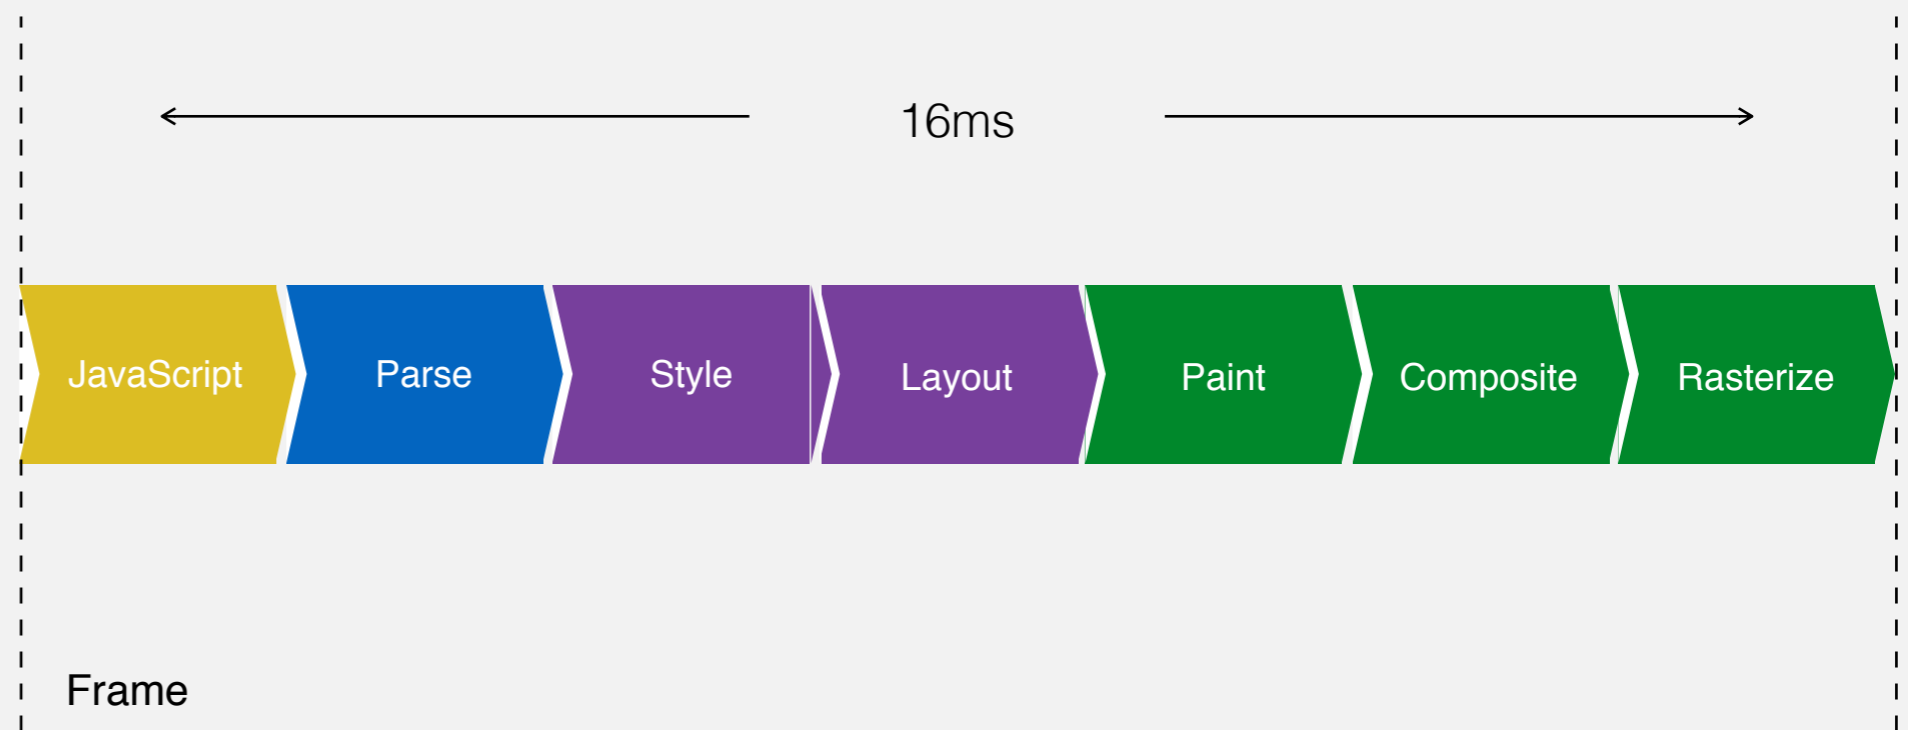 16ms
JavaScript
Parse
Style
Layout
Paint
Composite
Rasterize
Frame